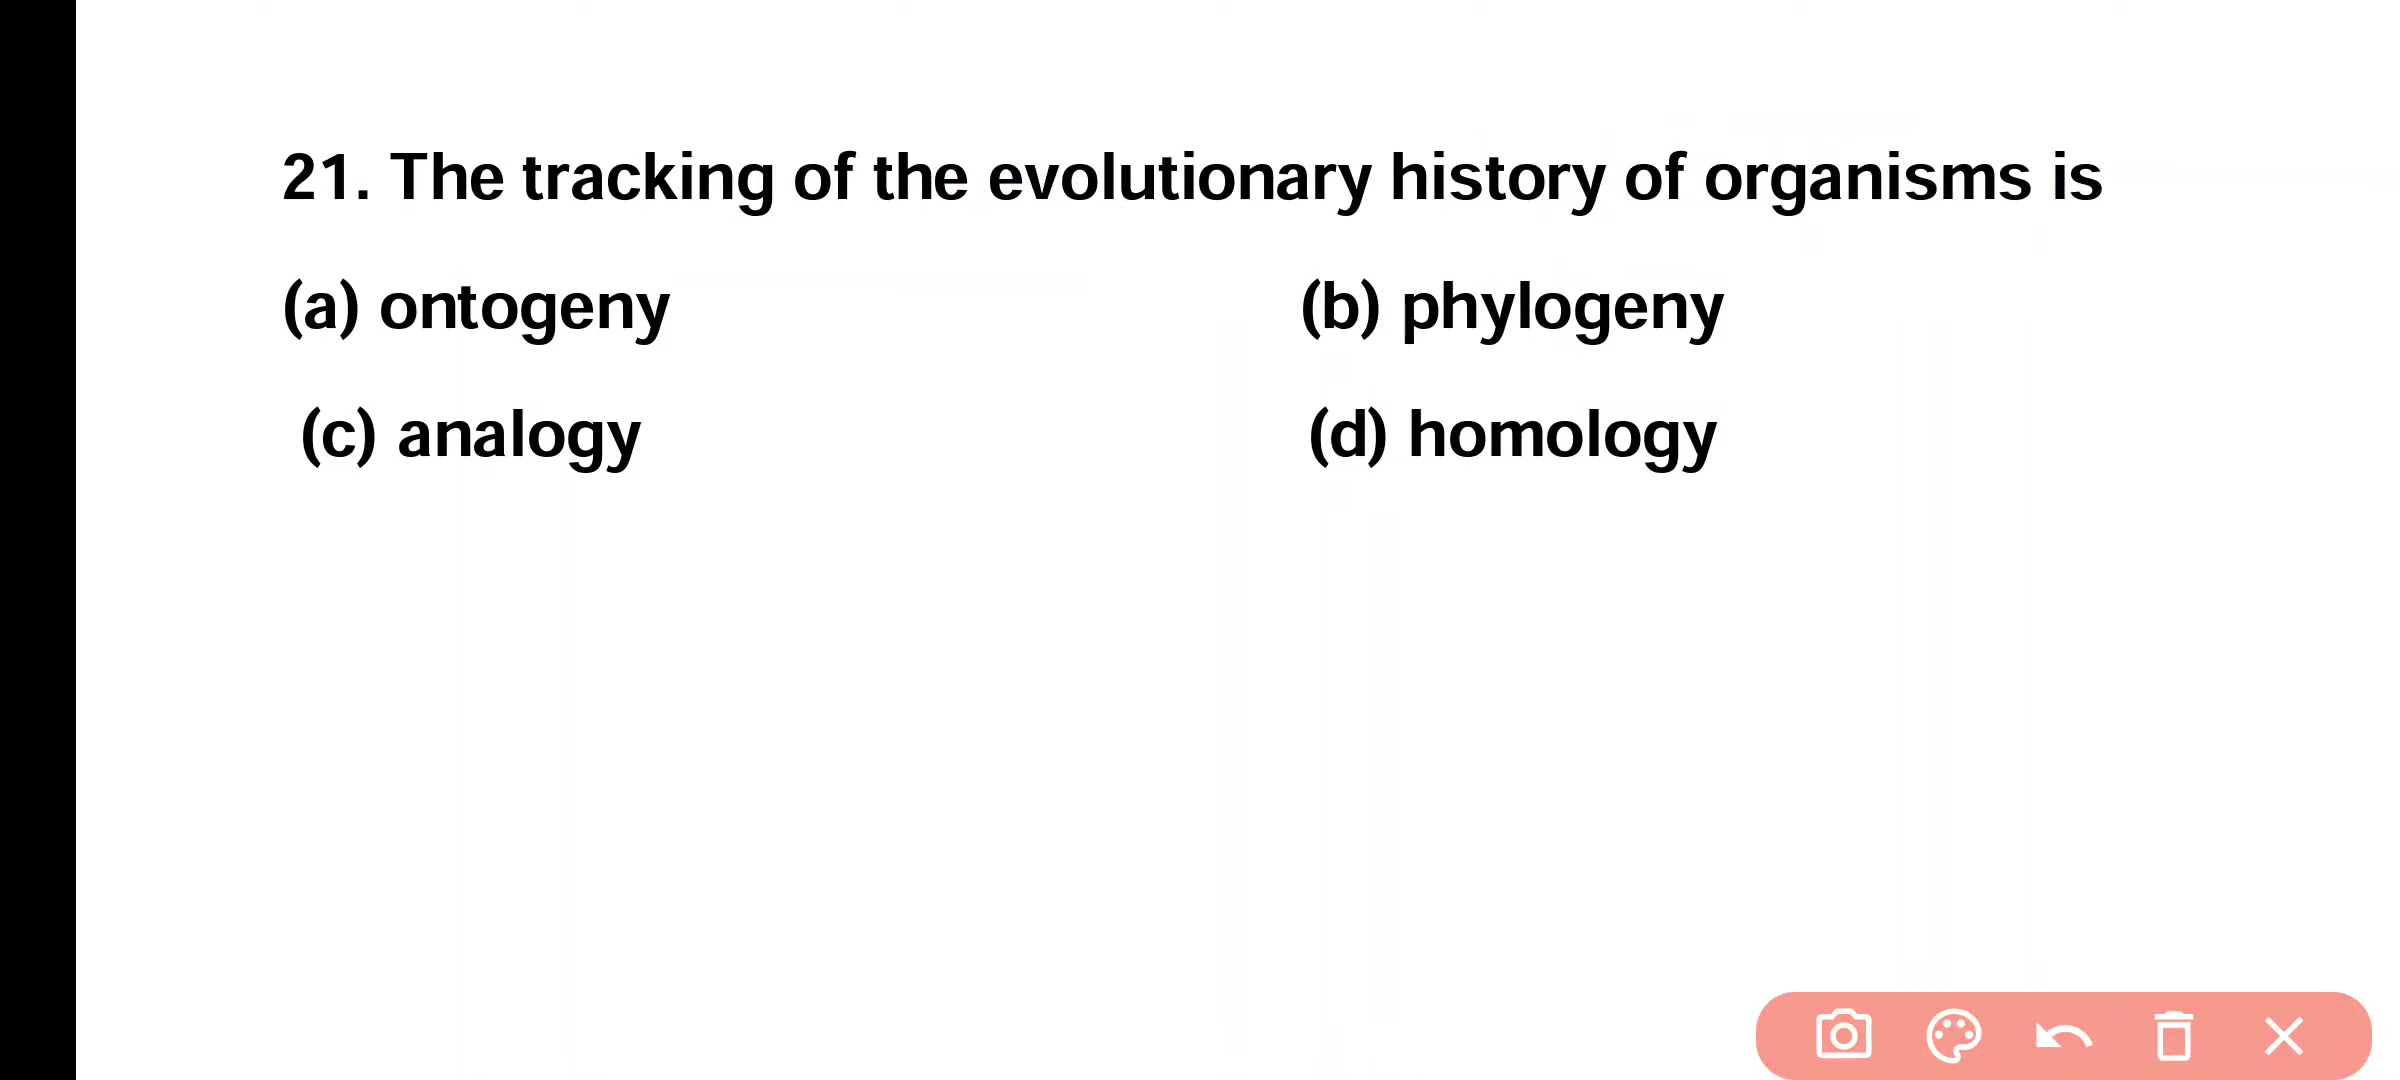 21. The tracking of the evolutionary history of organisms is
(a) ontogeny (b) phylogeny
(c) analogy (d) homology